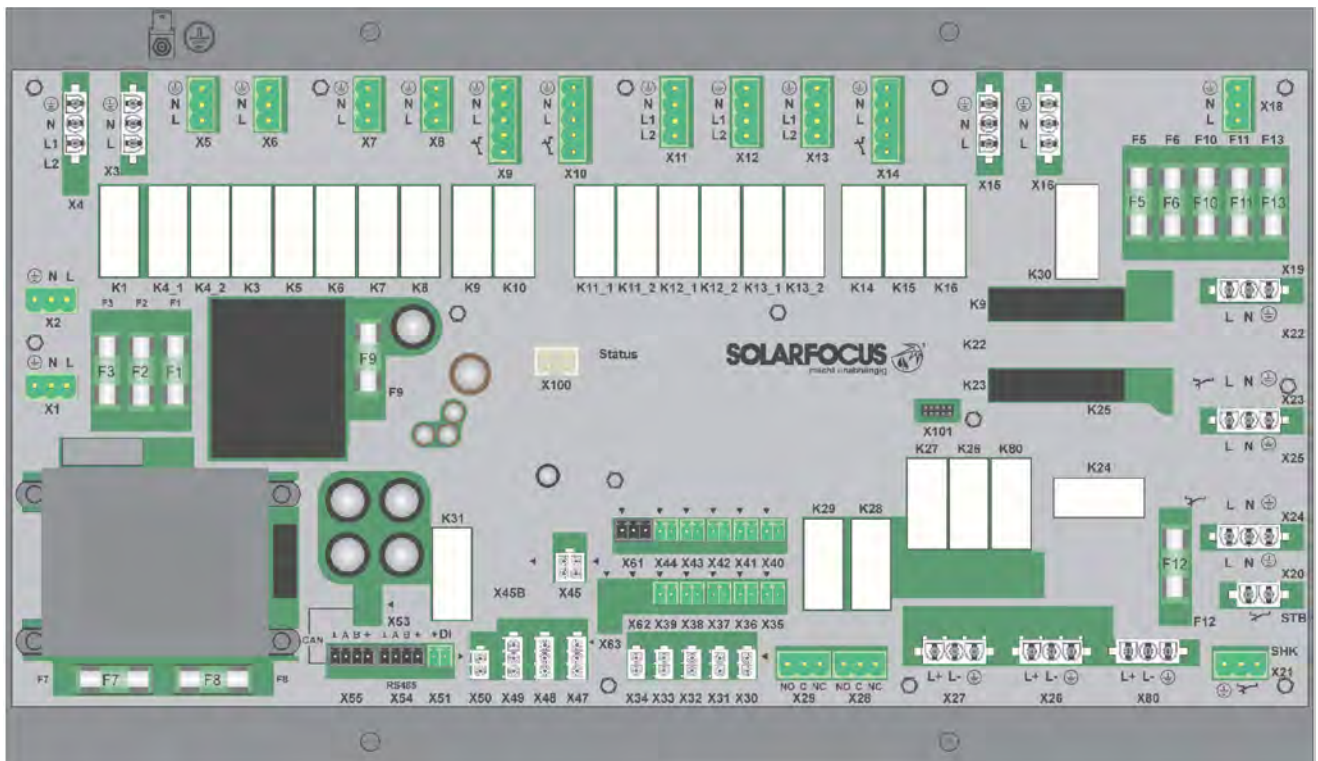 N N N N N N N N N N N N N N
L1 L L L L L L L1 L1 L1 L L L L
L2 L2 L2 L2
X4 X3 X5 X6 X7 X8 X9 X10 X11 X12 X13 X14 X15 X16 X18
F5 F6 F10 F11 F13
F5 F6 F10 F11 F13
K1 K4_1 K4_2 K3 K5 K6 K7 K8 K9 K10 K11_1 K11_2 K12_1 K12_2 K13_1 K13_2 K14 K15 K16 K30
N L
X2
F3 F2 F1
F3 F2 F1
N L
X1
F9
F9
X100
Status
SOLARFOCUS
macht unabhängig
K9
K22
K23
K25
X101
X19
L N
X22
L N
X23
L N
X25
L N
X24
L N
X20
STB
K27 K26 K80
K24
K29 K28
K31
F12
F12
X61 X44 X43 X42 X41 X40
X45B X45
X62 X39 X38 X37 X36 X35
X63
CAN
X53
A B + A B + +DI
RS485
F7 F7 F8 F8
X55 X54 X51 X50 X49 X48 X47 X34 X33 X32 X31 X30
NO C NC NO C NC
X29 X28
L+ L- L+ L- L+ L-
X27 X26 X80
SHK
X21